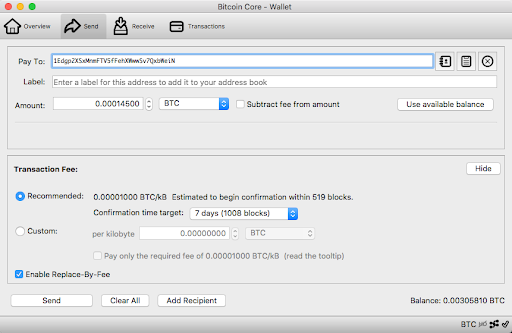 Bitcoin Core - Wallet
Overview Send Receive Transactions
Pay To: 1EdgpZXSxMnmFTV5fFehXWww5v7QxbWeiN
Label: Enter a label for this address to add it to your address book
Amount: 0.00014500 BTC Subtract fee from amount Use available balance
Transaction Fee: Hide
Recommended: 0.00001000 BTC/kB Estimated to begin confirmation within 519 blocks.
Confirmation time target: 7 days (1008 blocks)
Custom: per kilobyte 0.00000000 BTC
Pay only the required fee of 0.00001000 BTC/kB (read the tooltip)
Enable Replace-By-Fee
Send Clear All Add Recipient Balance: 0.00305810 BTC
BTC